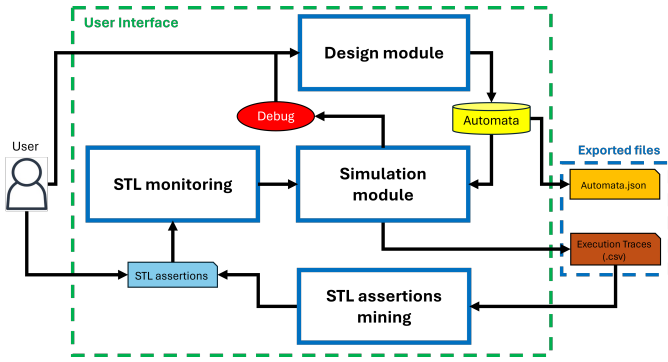 User Interface
Design module
Debug
Automata
User
Exported files
STL monitoring
Simulation
module
Automata.json
Execution Traces
(.csv)
STL assertions
STL assertions
mining